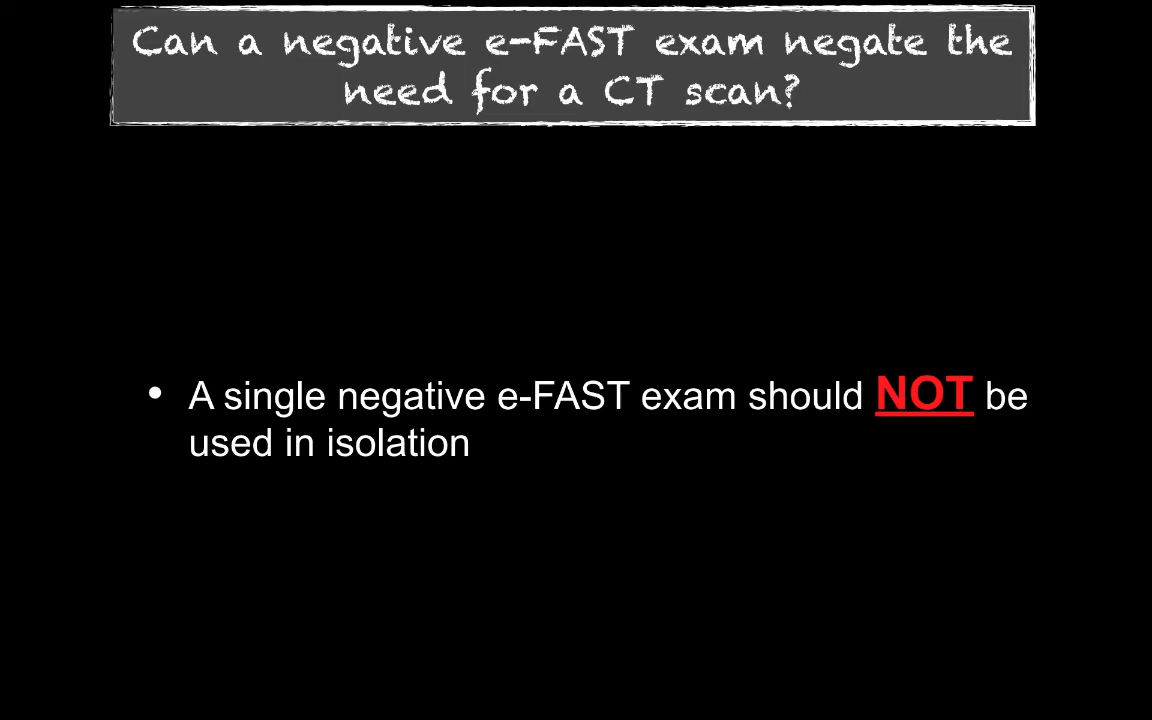 Can a negative e-FAST exam negate the
need for a CT scan?
• A single negative e-FAST exam should NOT be
used in isolation